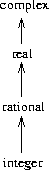 complex
real
rational
integer